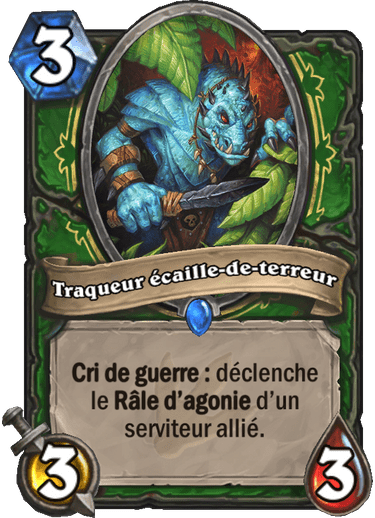 3
Traqueur écaille-de-terreur
Cri de guerre : déclenche
le Râle d’agonie d’un
serviteur allié.
3 3